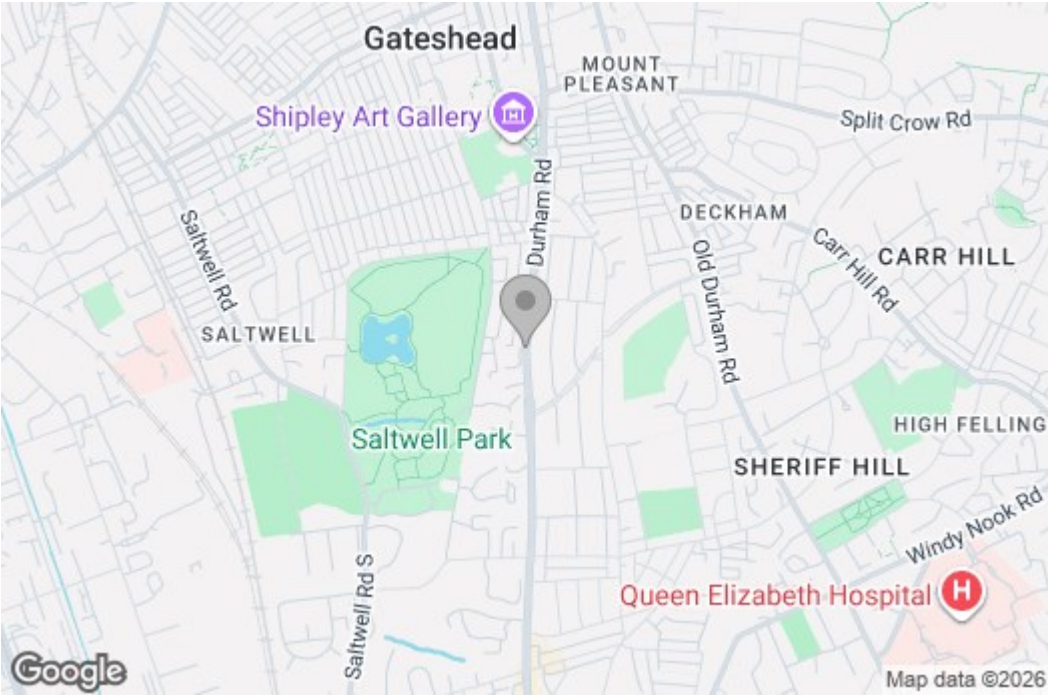 Gateshead
MOUNT
PLEASANT
Shipley Art Gallery
Split Crow Rd
Durham Rd
DECKHAM
Saltwell Rd
Old Durham Rd
Carr Hill Rd
CARR HILL
SALTWELL
HIGH FELLING
Saltwell Park
SHERIFF HILL
Windy Nook Rd
Saltwell Rd S
Queen Elizabeth Hospital
H
Google
Map data ©2026